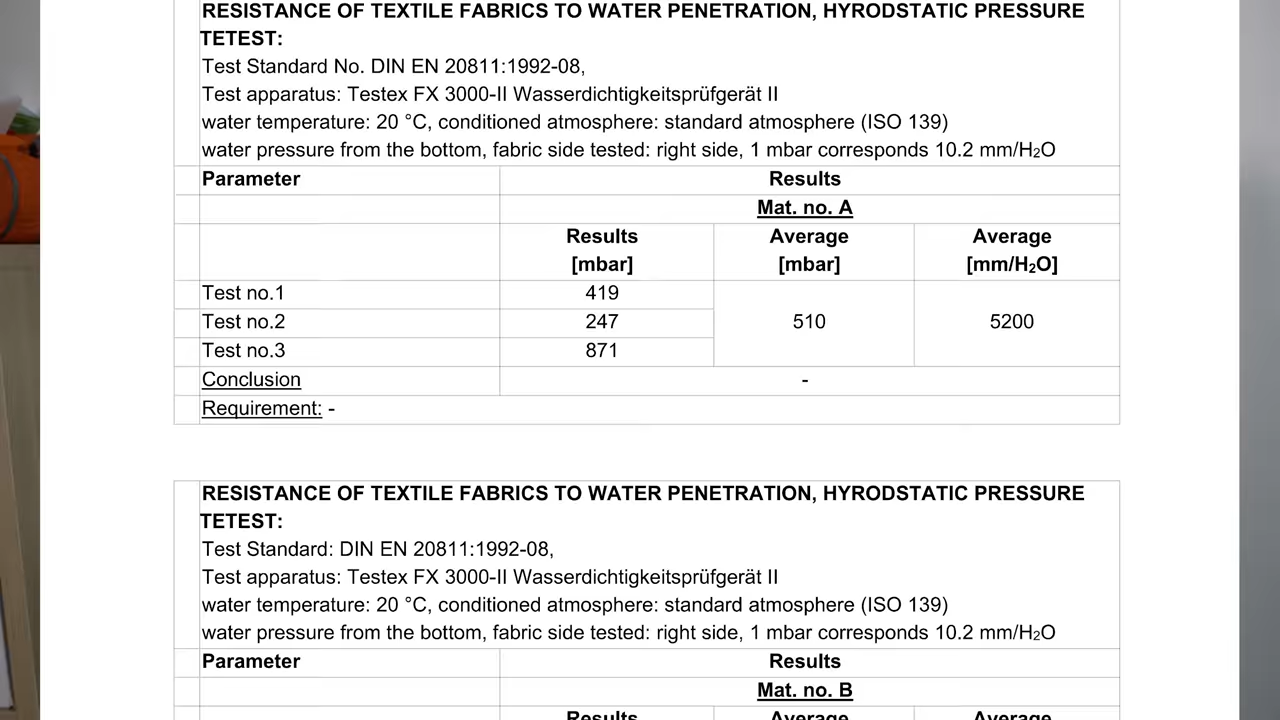 RESISTANCE OF TEXTILE FABRICS TO WATER PENETRATION, HYRODSTATIC PRESSURE
TETEST:
Test Standard No. DIN EN 20811:1992-08,
Test apparatus: Testex FX 3000-II Wasserdichtigkeitsprüfgerät II
water temperature: 20 °C, conditioned atmosphere: standard atmosphere (ISO 139)
water pressure from the bottom, fabric side tested: right side, 1 mbar corresponds 10.2 mm/H₂O
Parameter Results
Mat. no. A
Results Average Average
[mbar] [mbar] [mm/H₂O]
Test no.1 419
Test no.2 247 510 5200
Test no.3 871
Conclusion -
Requirement: -
RESISTANCE OF TEXTILE FABRICS TO WATER PENETRATION, HYRODSTATIC PRESSURE
TETEST:
Test Standard: DIN EN 20811:1992-08,
Test apparatus: Testex FX 3000-II Wasserdichtigkeitsprüfgerät II
water temperature: 20 °C, conditioned atmosphere: standard atmosphere (ISO 139)
water pressure from the bottom, fabric side tested: right side, 1 mbar corresponds 10.2 mm/H₂O
Parameter Results
Mat. no. B
Results Average Average